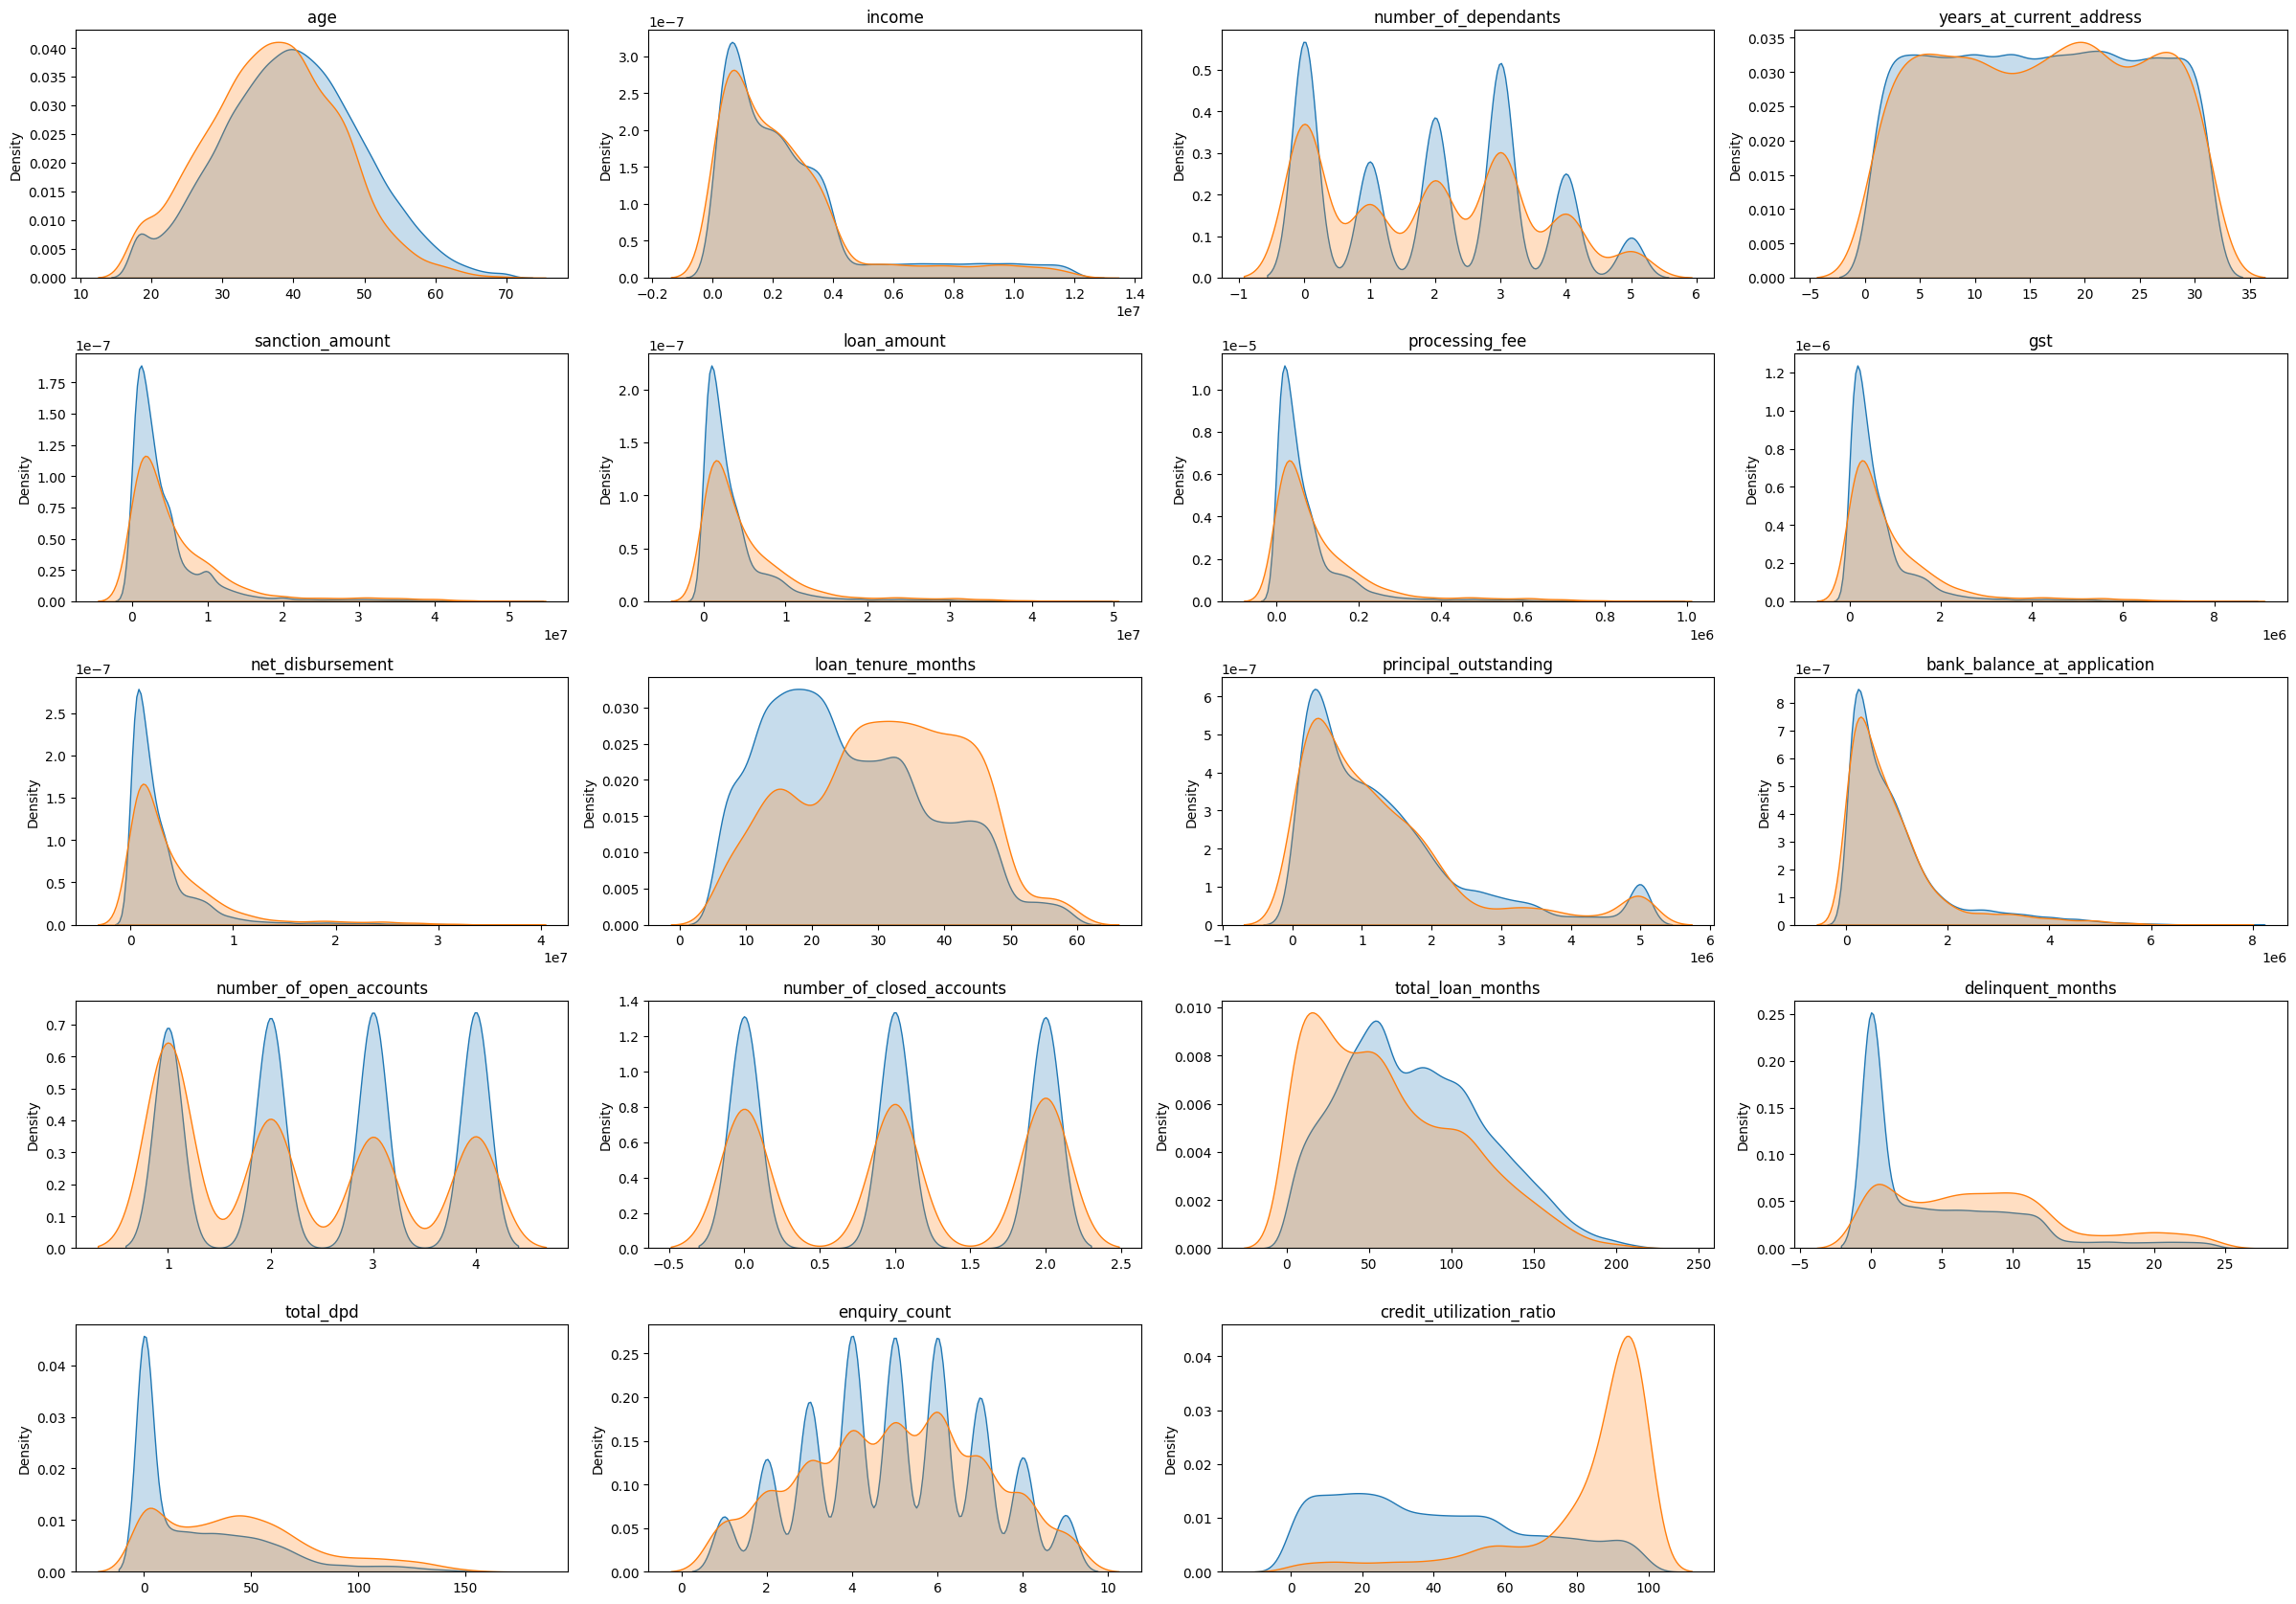 age
0.040
0.035
0.030
0.025
0.020
0.015
0.010
0.005
0.000
Density
10 20 30 40 50 60 70
income
1e−7
3.0
2.5
2.0
1.5
1.0
0.5
0.0
Density
−0.2 0.0 0.2 0.4 0.6 0.8 1.0 1.2 1.4
1e7
number_of_dependants
0.5
0.4
0.3
0.2
0.1
0.0
Density
−1 0 1 2 3 4 5 6
years_at_current_address
0.035
0.030
0.025
0.020
0.015
0.010
0.005
0.000
Density
−5 0 5 10 15 20 25 30 35
sanction_amount
1e−7
1.75
1.50
1.25
1.00
0.75
0.50
0.25
0.00
Density
0 1 2 3 4 5
1e7
loan_amount
1e−7
2.0
1.5
1.0
0.5
0.0
Density
0 1 2 3 4 5
1e7
processing_fee
1e−5
1.0
0.8
0.6
0.4
0.2
0.0
Density
0.0 0.2 0.4 0.6 0.8 1.0
1e6
gst
1e−6
1.2
1.0
0.8
0.6
0.4
0.2
0.0
Density
0 2 4 6 8
1e6
net_disbursement
1e−7
2.5
2.0
1.5
1.0
0.5
0.0
Density
0 1 2 3 4
1e7
loan_tenure_months
0.030
0.025
0.020
0.015
0.010
0.005
0.000
Density
0 10 20 30 40 50 60
principal_outstanding
1e−7
6
5
4
3
2
1
0
Density
−1 0 1 2 3 4 5 6
1e6
bank_balance_at_application
1e−7
8
7
6
5
4
3
2
1
0
Density
0 2 4 6 8
1e6
number_of_open_accounts
0.7
0.6
0.5
0.4
0.3
0.2
0.1
0.0
Density
1 2 3 4
number_of_closed_accounts
1.4
1.2
1.0
0.8
0.6
0.4
0.2
0.0
Density
−0.5 0.0 0.5 1.0 1.5 2.0 2.5
total_loan_months
0.010
0.008
0.006
0.004
0.002
0.000
Density
0 50 100 150 200 250
delinquent_months
0.25
0.20
0.15
0.10
0.05
0.00
Density
−5 0 5 10 15 20 25
total_dpd
0.04
0.03
0.02
0.01
0.00
Density
0 50 100 150
enquiry_count
0.25
0.20
0.15
0.10
0.05
0.00
Density
0 2 4 6 8 10
credit_utilization_ratio
0.04
0.03
0.02
0.01
0.00
Density
0 20 40 60 80 100